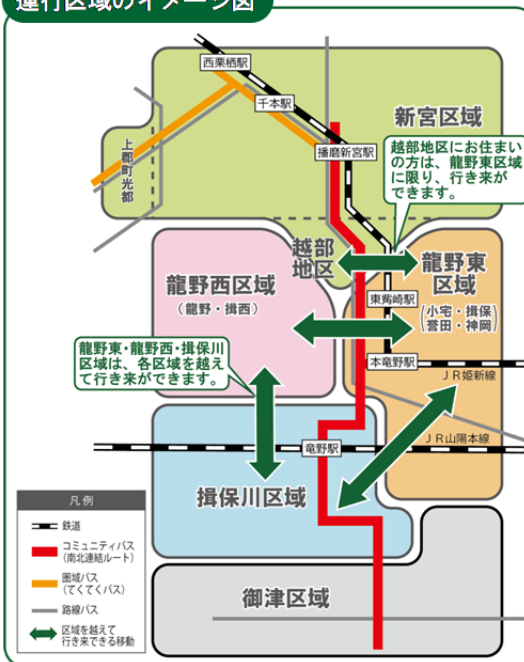 運行区域のイメージ図
西栗栖駅
千本駅
新宮区域
播磨新宮駅
上郡町光都
越部地区にお住まい
の方は、龍野東区域
に限り、行き来が
できます。
越部
地区
龍野西区域
（龍野・揖西）
龍野東
区域
（小宅・揖保
誉田・神岡）
東觜崎駅
龍野東・龍野西・揖保川
区域は、各区域を越え
て行き来ができます。
本竜野駅
ＪＲ姫新線
ＪＲ山陽本線
竜野駅
揖保川区域
御津区域
凡例
鉄道
コミュニティバス
（南北連結ルート）
圏域バス
（てくてくバス）
路線バス
区域を越えて
行き来できる移動